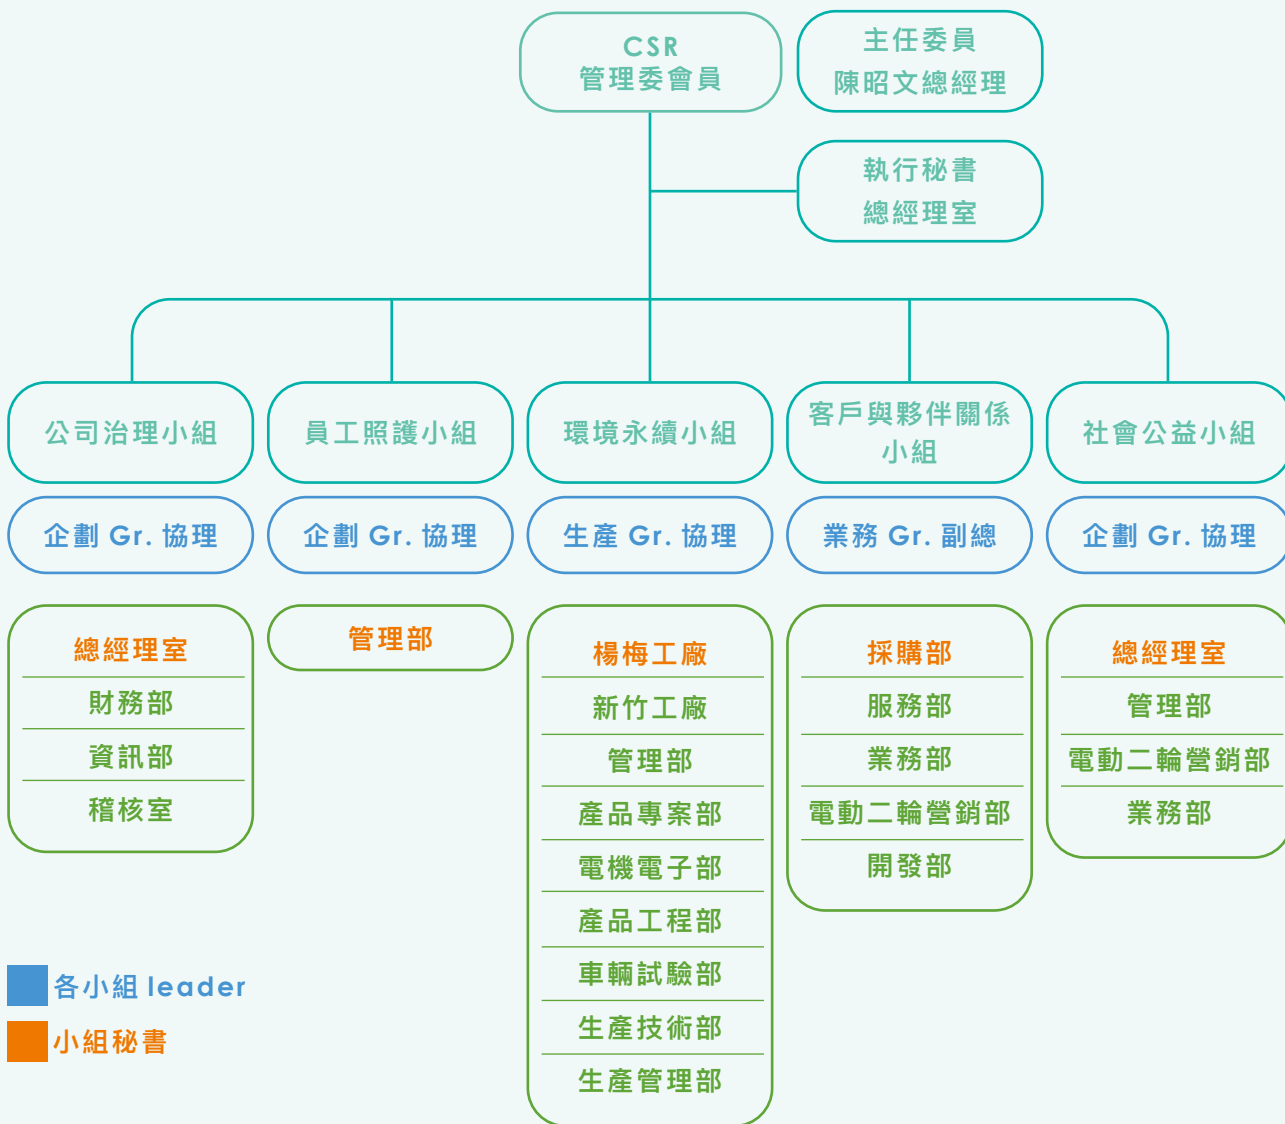 CSR
管理委會員
主任委員
陳昭文總經理
執行秘書
總經理室
公司治理小組
員工照護小組
環境永續小組
客戶與夥伴關係
小組
社會公益小組
企劃 Gr. 協理
企劃 Gr. 協理
生產 Gr. 協理
業務 Gr. 副總
企劃 Gr. 協理
總經理室
財務部
資訊部
稽核室
管理部
楊梅工廠
新竹工廠
管理部
產品專案部
電機電子部
產品工程部
車輛試驗部
生產技術部
生產管理部
採購部
服務部
業務部
電動二輪營銷部
開發部
總經理室
管理部
電動二輪營銷部
業務部
各小組 leader
小組秘書